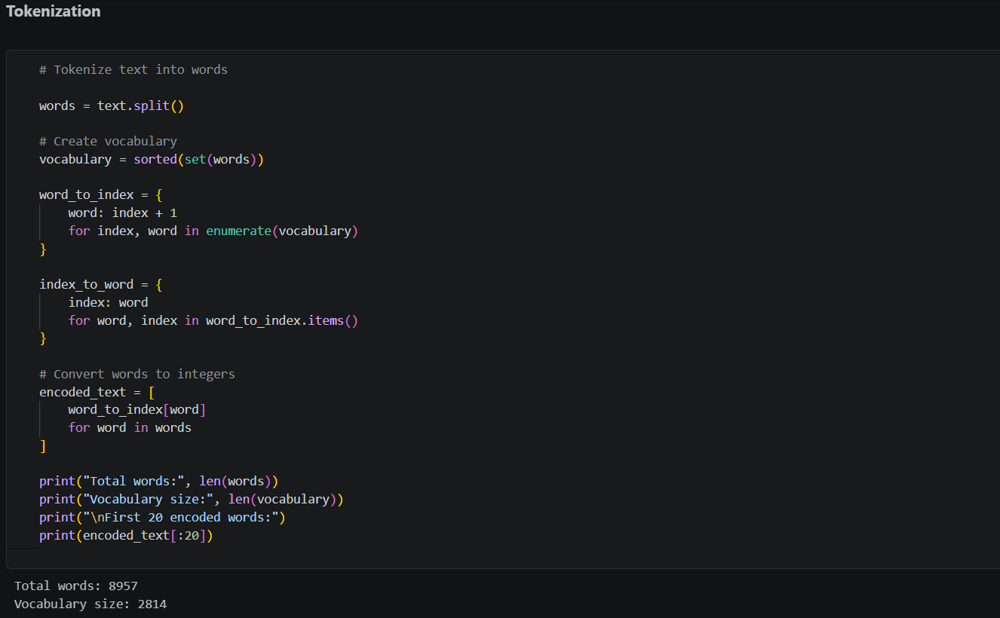 Tokenization
# Tokenize text into words
words = text.split()
# Create vocabulary
vocabulary = sorted(set(words))
word_to_index = {
    word: index + 1
    for index, word in enumerate(vocabulary)
}
index_to_word = {
    index: word
    for word, index in word_to_index.items()
}
# Convert words to integers
encoded_text = [
    word_to_index[word]
    for word in words
]
print("Total words:", len(words))
print("Vocabulary size:", len(vocabulary))
print("\nFirst 20 encoded words:")
print(encoded_text[:20])
Total words: 8957
Vocabulary size: 2814